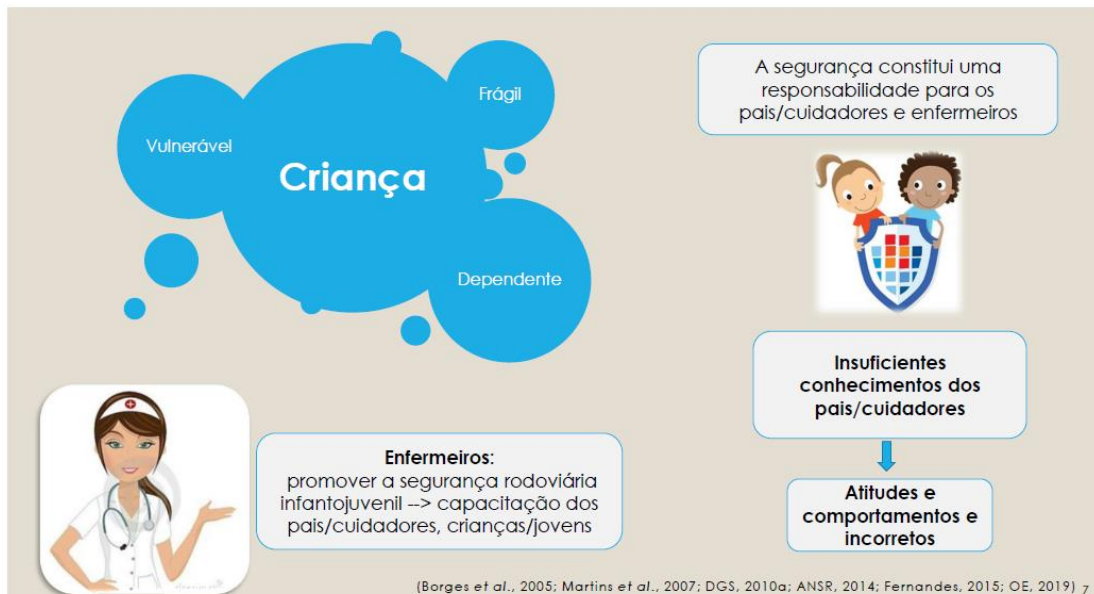 Frágil
Vulnerável
Criança
Dependente
A segurança constitui uma
responsabilidade para os
pais/cuidadores e enfermeiros
Insuficientes
conhecimentos dos
pais/cuidadores
Atitudes e
comportamentos e
incorretos
Enfermeiros:
promover a segurança rodoviária
infantojuvenil --> capacitação dos
pais/cuidadores, crianças/jovens
(Borges et al., 2005; Martins et al., 2007; DGS, 2010a; ANSR, 2014; Fernandes, 2015; OE, 2019) 7